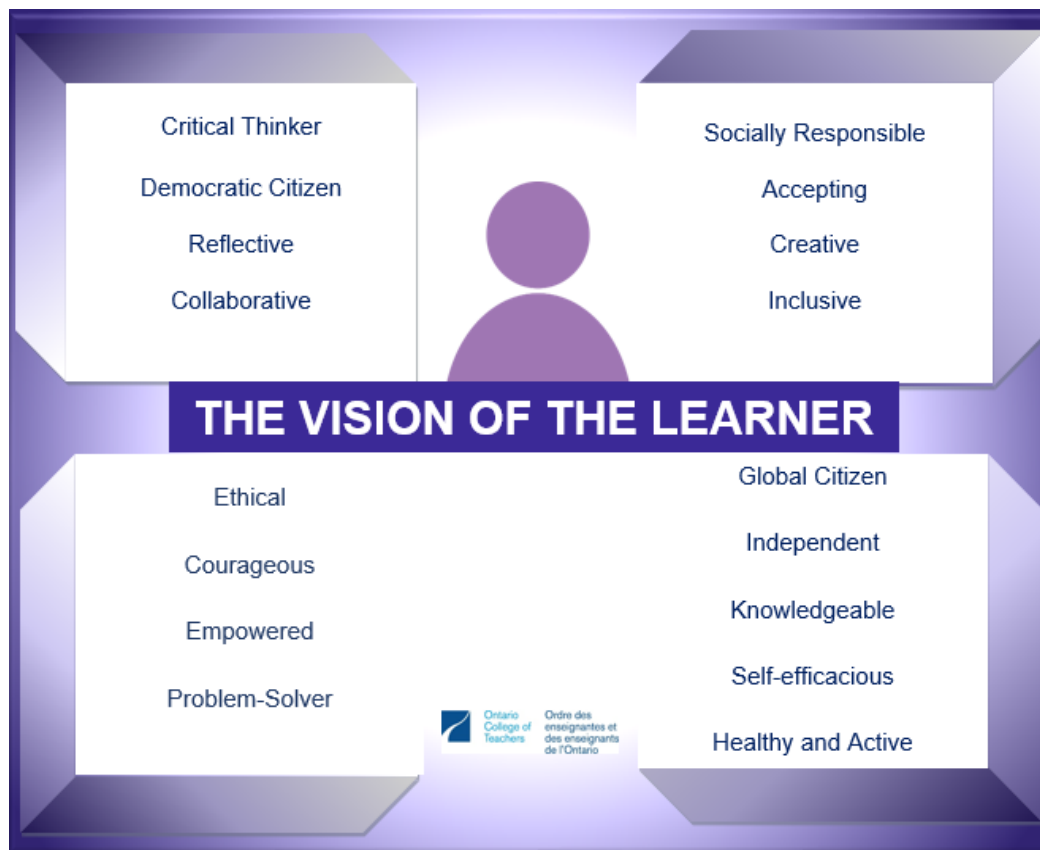 Critical Thinker
Democratic Citizen
Reflective
Collaborative
Socially Responsible
Accepting
Creative
Inclusive
THE VISION OF THE LEARNER
Ethical
Courageous
Empowered
Problem-Solver
Global Citizen
Independent
Knowledgeable
Self-efficacious
Healthy and Active
Ontario
College of
Teachers
Ordre des
enseignantes et
des enseignants
de l'Ontario